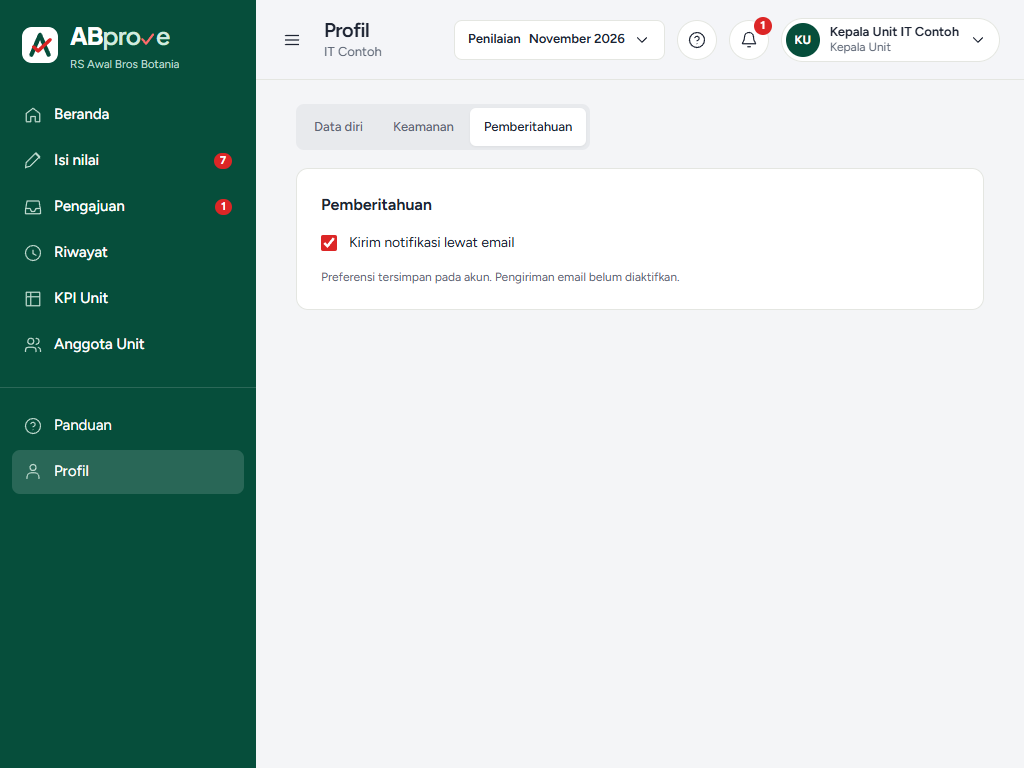 ABprove
RS Awal Bros Botania
Beranda
Isi nilai 7
Pengajuan 1
Riwayat
KPI Unit
Anggota Unit
Panduan
Profil
Profil
IT Contoh
Penilaian November 2026
1
KU
Kepala Unit IT Contoh
Kepala Unit
Data diri Keamanan Pemberitahuan
Pemberitahuan
Kirim notifikasi lewat email
Preferensi tersimpan pada akun. Pengiriman email belum diaktifkan.